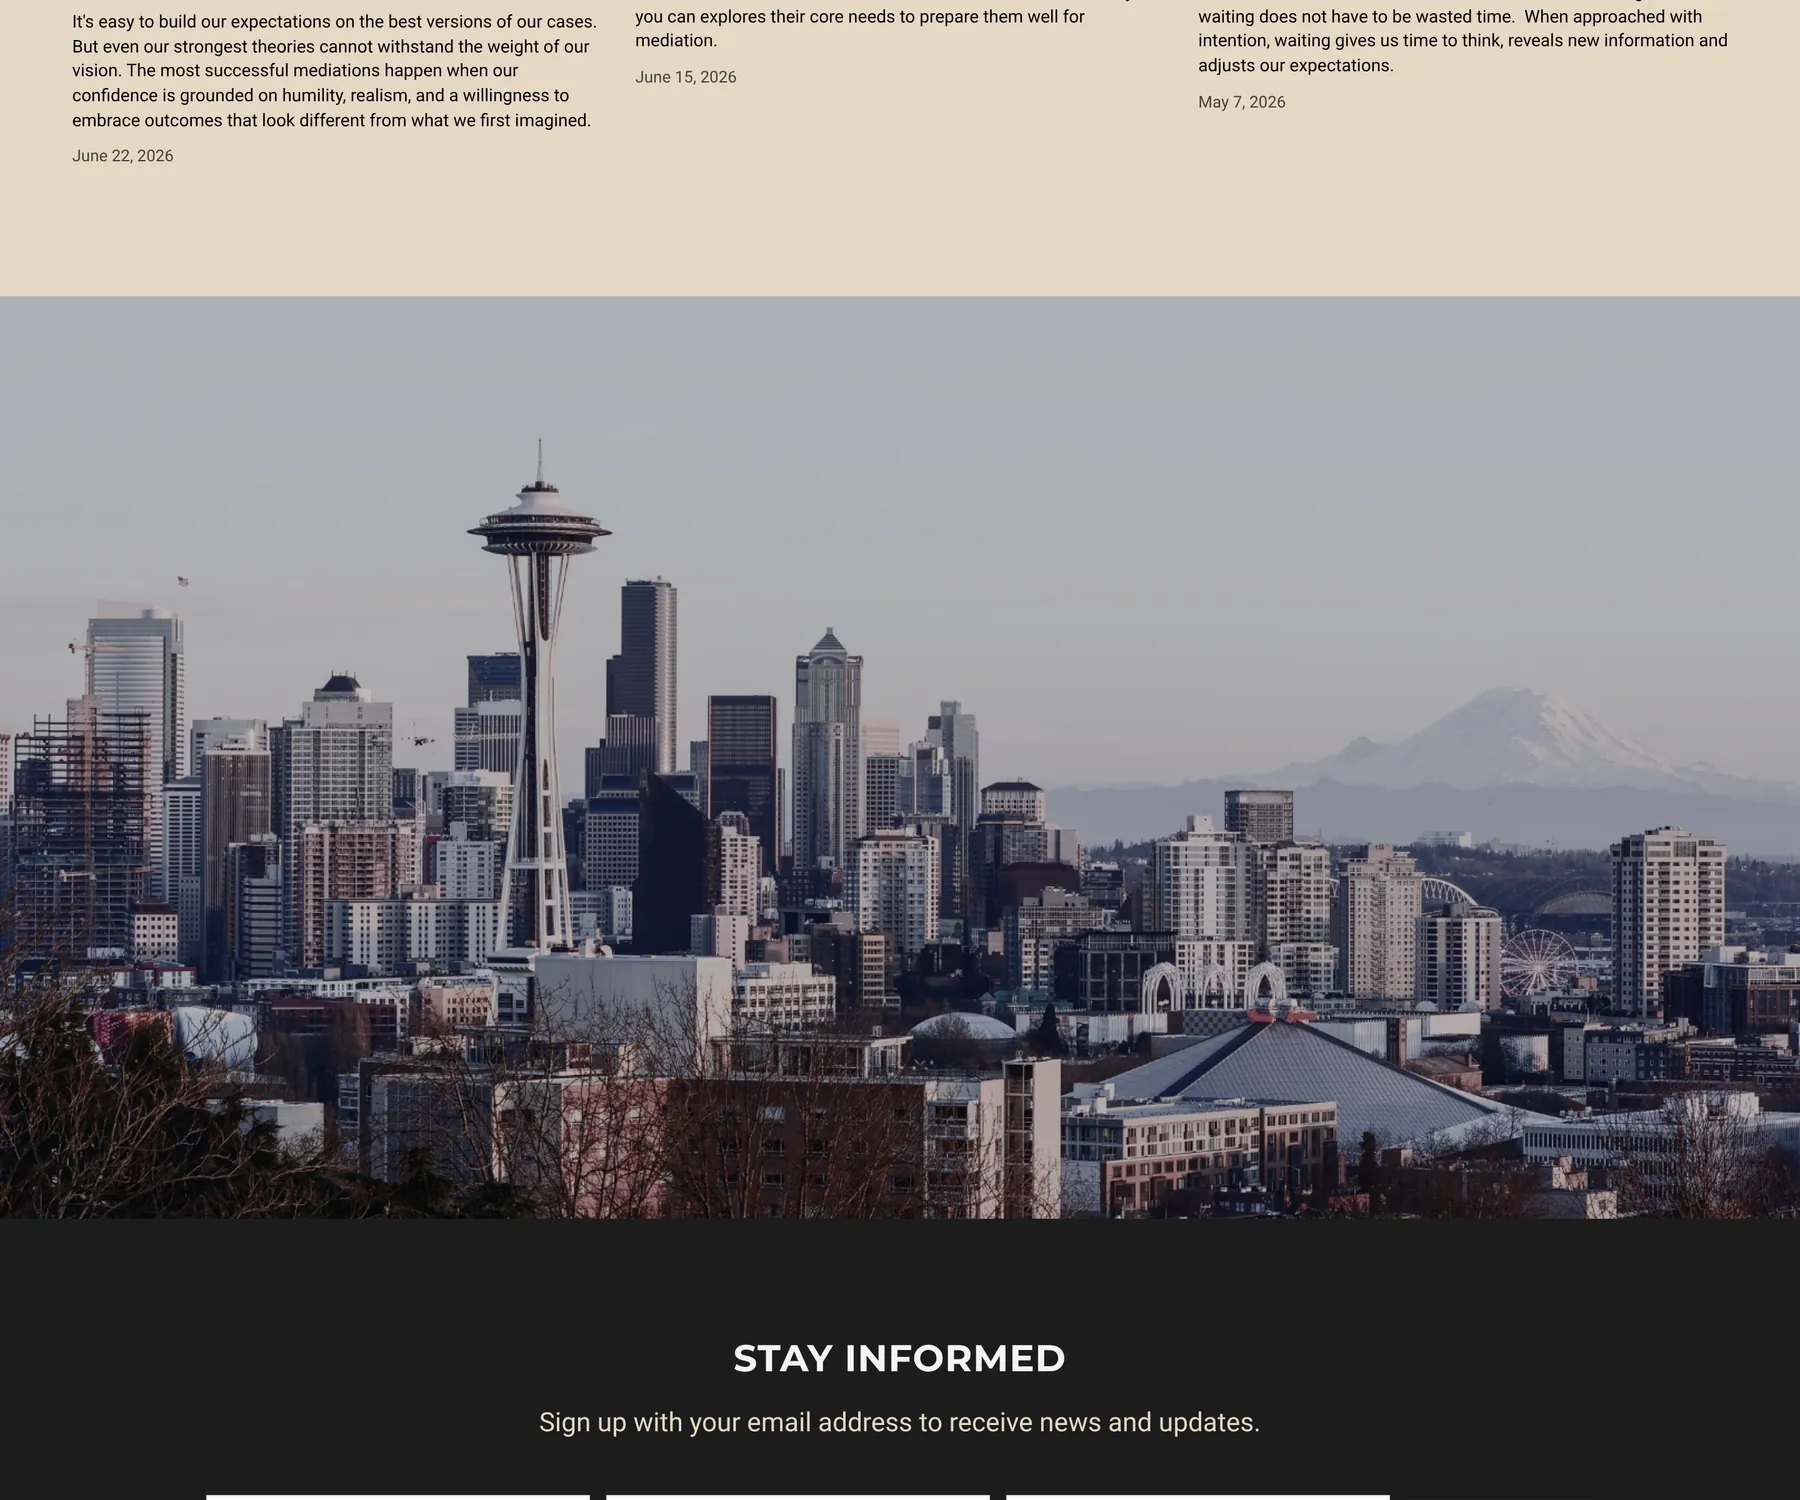 It's easy to build our expectations on the best versions of our cases.
But even our strongest theories cannot withstand the weight of our
vision. The most successful mediations happen when our
confidence is grounded on humility, realism, and a willingness to
embrace outcomes that look different from what we first imagined.
June 22, 2026
you can explores their core needs to prepare them well for
mediation.
June 15, 2026
waiting does not have to be wasted time.  When approached with
intention, waiting gives us time to think, reveals new information and
adjusts our expectations.
May 7, 2026
STAY INFORMED
Sign up with your email address to receive news and updates.